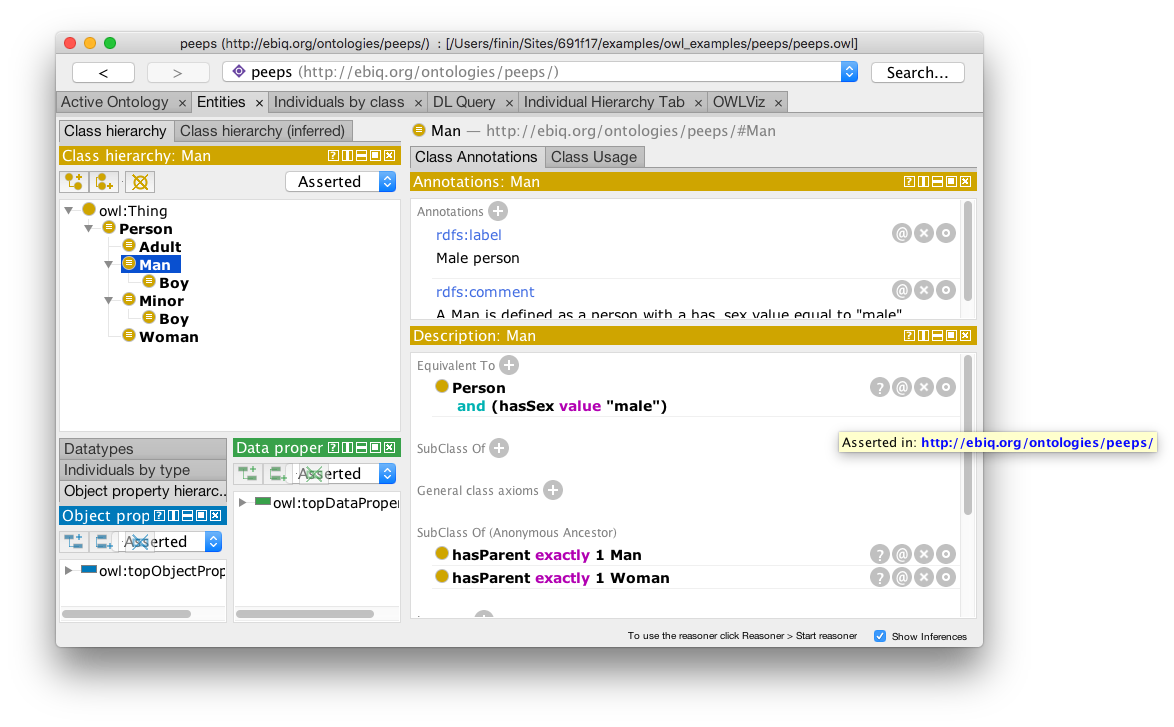 peeps (http://ebiq.org/ontologies/peeps/) : [/Users/finin/Sites/691f17/examples/owl_examples/peeps/peeps.owl]
< > peeps (http://ebiq.org/ontologies/peeps/) Search...
Active Ontology × Entities × Individuals by class × DL Query × Individual Hierarchy Tab × OWLViz ×
Class hierarchy Class hierarchy (inferred)
Class hierarchy: Man
Asserted
owl:Thing
Person
Adult
Man
Boy
Minor
Boy
Woman
Datatypes
Individuals by type
Object property hierarc..
Object prop
Asserted
owl:topObjectProp
Data proper
Asserted
owl:topDataProper
Man — http://ebiq.org/ontologies/peeps/#Man
Class Annotations Class Usage
Annotations: Man
Annotations
rdfs:label
Male person
rdfs:comment
A Man is defined as a person with a has_sex value equal to "male"
Description: Man
Equivalent To
Person
and (hasSex value "male")
SubClass Of
Asserted in: http://ebiq.org/ontologies/peeps/
General class axioms
SubClass Of (Anonymous Ancestor)
hasParent exactly 1 Man
hasParent exactly 1 Woman
To use the reasoner click Reasoner > Start reasoner Show Inferences